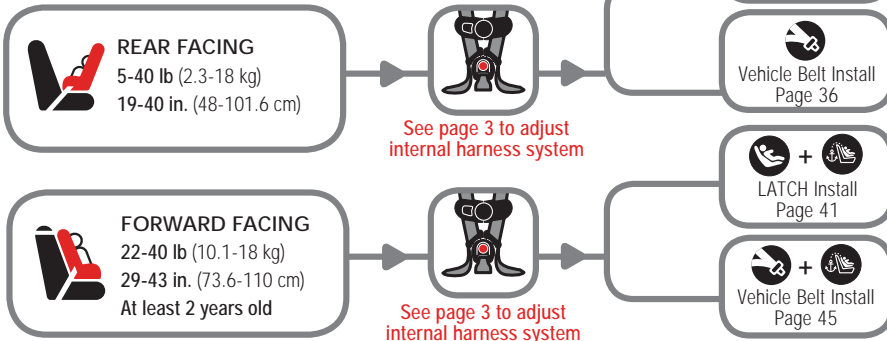 REAR FACING
5-40 lb (2.3-18 kg)
19-40 in. (48-101.6 cm)
See page 3 to adjust
internal harness system
Vehicle Belt Install
Page 36
FORWARD FACING
22-40 lb (10.1-18 kg)
29-43 in. (73.6-110 cm)
At least 2 years old
See page 3 to adjust
internal harness system
+
LATCH Install
Page 41
+
Vehicle Belt Install
Page 45